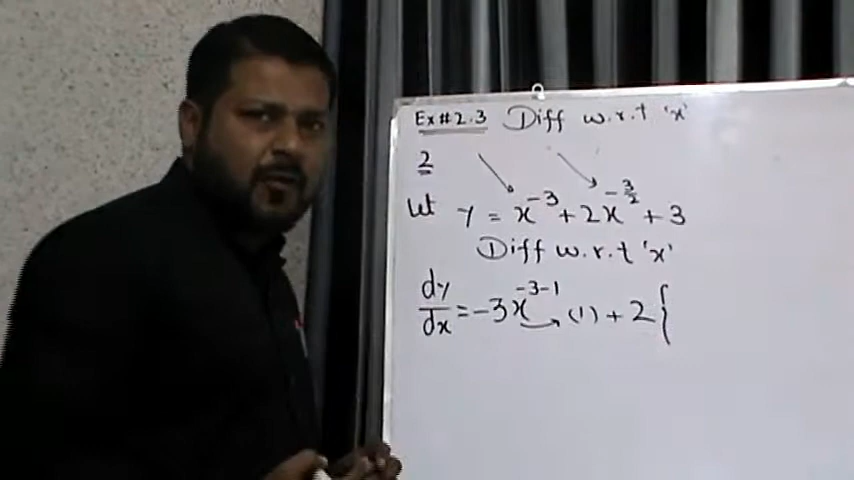 Ex#2.3 Diff w.r.t 'x'
2
Let y = x^{-3} + 2x^{-3/2} + 3
Diff w.r.t 'x'
dy/dx = -3x^{-3-1} (1) + 2{